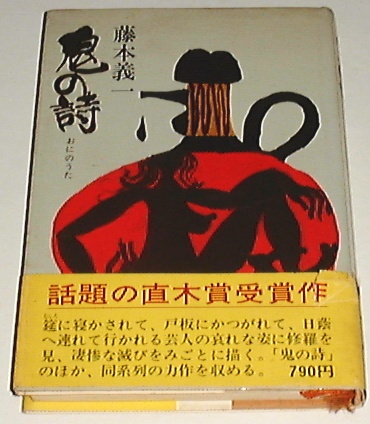 藤本義一
鬼の詩
おにのうた
話題の直木賞受賞作
筵に寝かされて、戸板にかつがれて、日蔭
へ連れて行かれる芸人の哀れな姿に修羅を
見、凄惨な滅びをみごとに描く。「鬼の詩」
のほか、同系列の力作を収める。 790円